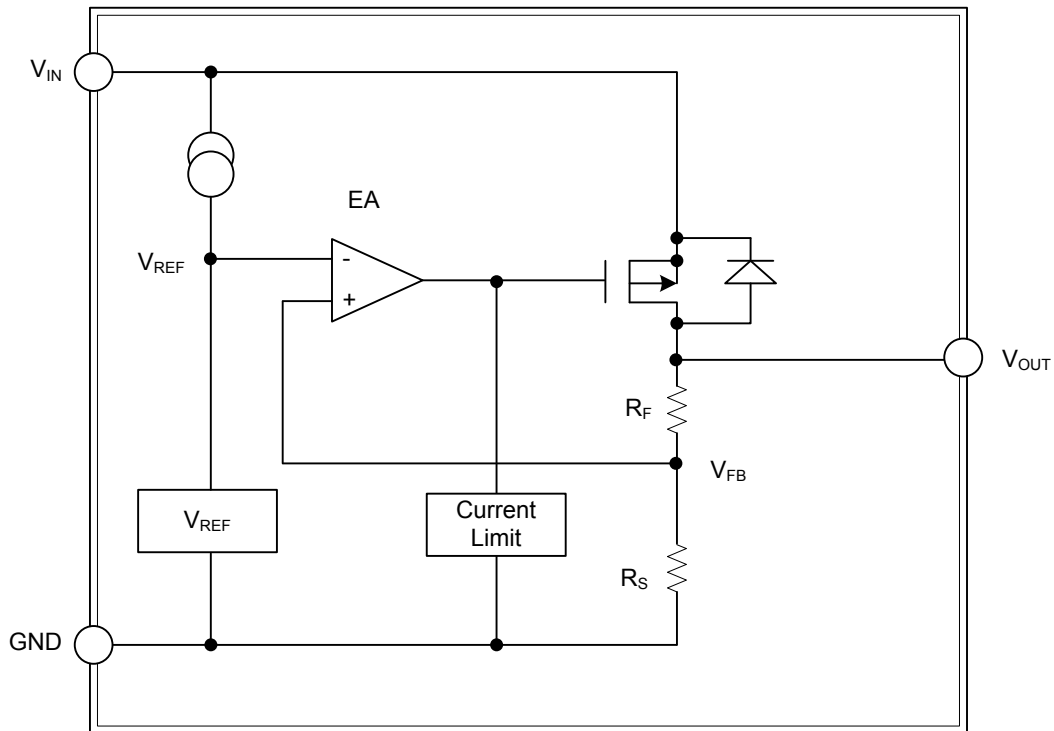 V_IN
EA
V_REF
-
+
V_OUT
R_F
V_FB
V_REF
Current
Limit
R_S
GND